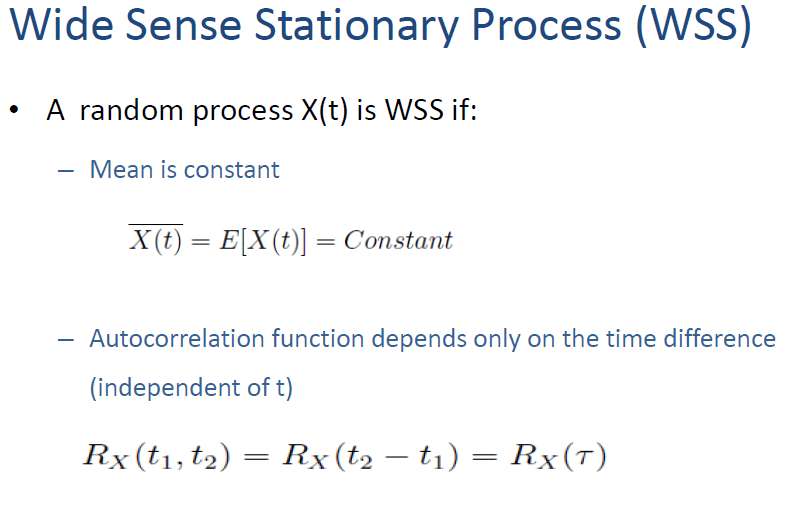 Wide Sense Stationary Process (WSS)
• A random process X(t) is WSS if:
– Mean is constant
$\overline{X(t)} = E[X(t)] = Constant$
– Autocorrelation function depends only on the time difference
(independent of t)
$R_X(t_1, t_2) = R_X(t_2 - t_1) = R_X(\tau)$